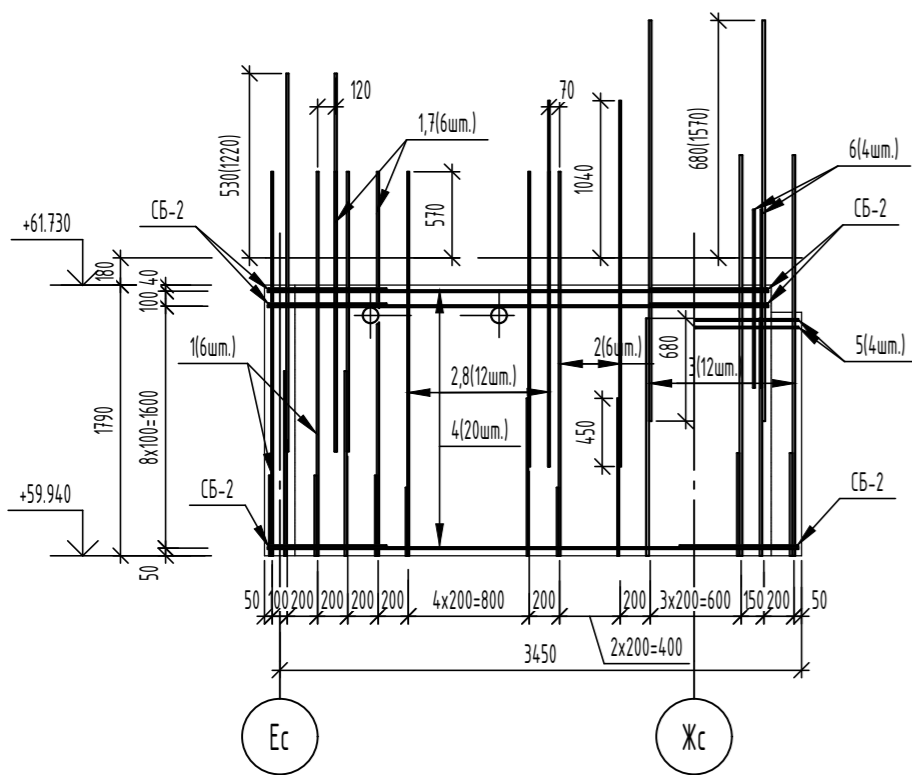 120
70
1,7(6шт.)
530(1220)
680(1570)
6(4шт.)
1040
570
СБ-2
СБ-2
+61.730
180
40
100
1(6шт.)
680
2(6шт.)
5(4шт.)
3(12шт.
2,8(12шт.)
1790
8х100=1600
4(20шт.)
450
+59.940
СБ-2
СБ-2
50
50 100 200 200 200 200 4х200=800 200 200 3х200=600 150 200 50
2х200=400
3450
Ес
Жс